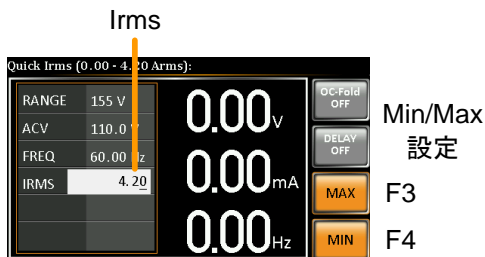 Irms
Quick Irms (0.00 - 4.20 Arms):
RANGE 155 V
ACV 110.0 V
FREQ 60.00 Hz
IRMS 4.20
0.00V
0.00mA
0.00Hz
OC-Fold
OFF
DELAY
OFF
MAX
MIN
Min/Max
設定
F3
F4